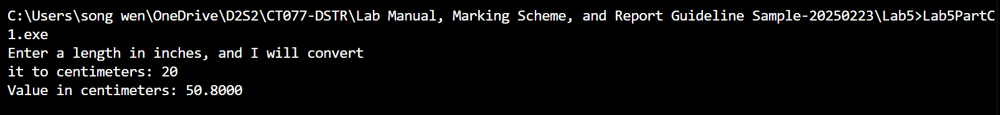 C:\Users\song wen\OneDrive\D2S2\CT077-DSTR\Lab Manual, Marking Scheme, and Report Guideline Sample-20250223\Lab5>Lab5PartC
1.exe
Enter a length in inches, and I will convert
it to centimeters: 20
Value in centimeters: 50.8000